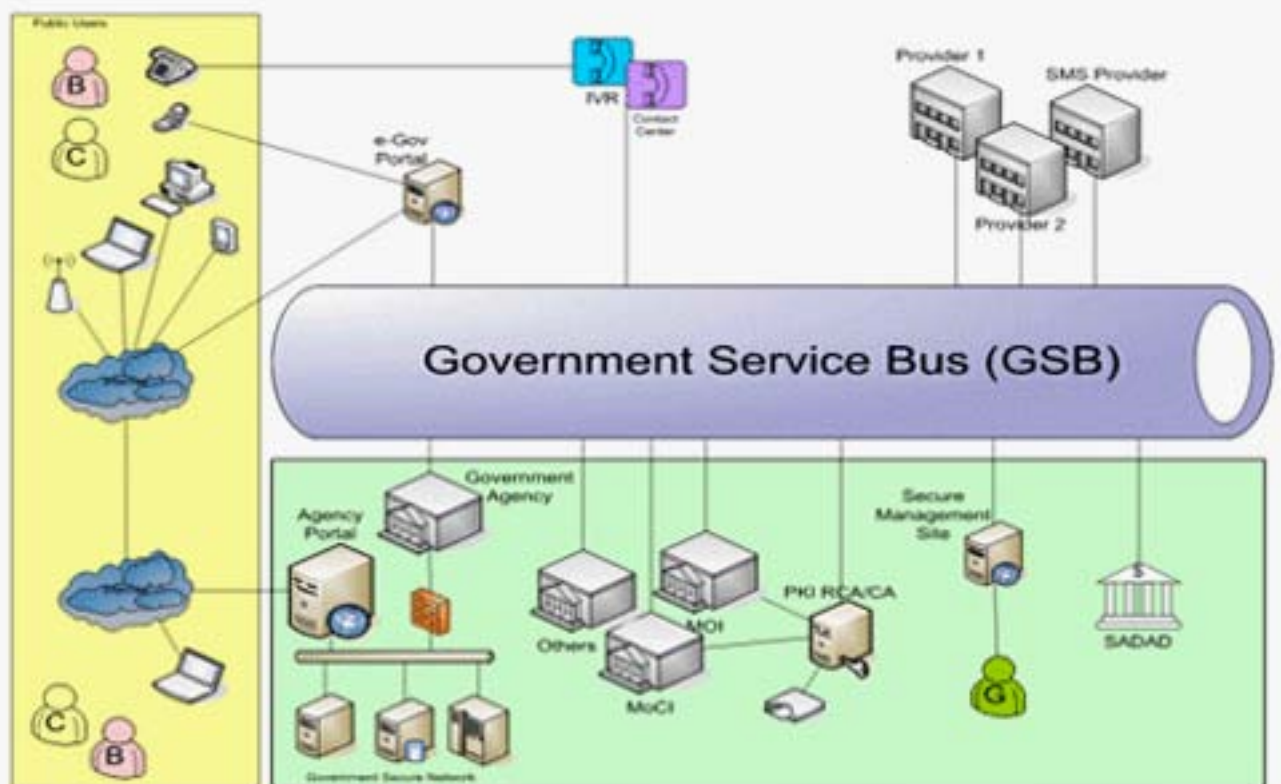 Public Users
B
C
IVR
Contact
Center
e-Gov
Portal
Provider 1
SMS Provider
Provider 2
Government Service Bus (GSB)
Government
Agency
Agency
Portal
Secure
Management
Site
PKI RCA/CA
Others
MOI
MoCI
SADAD
G
C
B
Government Secure Network